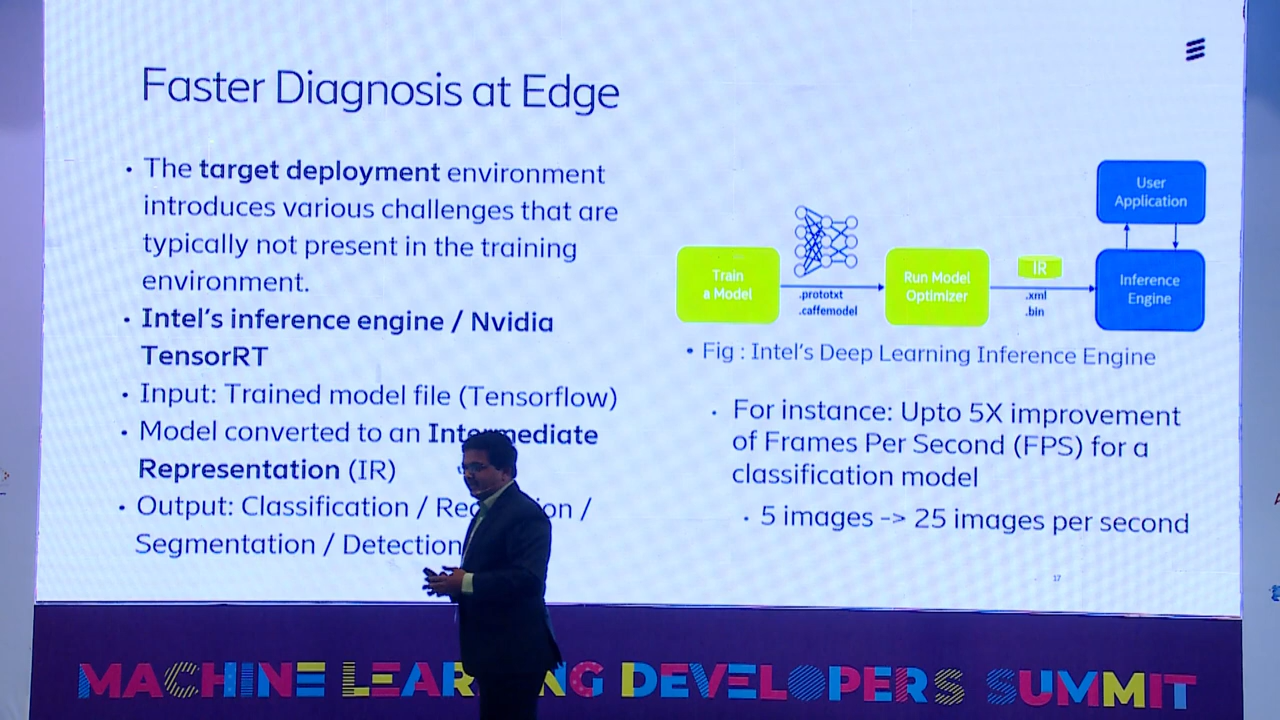 Faster Diagnosis at Edge
• The target deployment environment
introduces various challenges that are
typically not present in the training
environment.
• Intel's inference engine / Nvidia
TensorRT
• Input: Trained model file (Tensorflow)
• Model converted to an Intermediate
Representation (IR)
• Output: Classification / /
Segmentation / Detection
Train
a Model
.prototxt
.caffemodel
Run Model
Optimizer
IR
.xml
.bin
User
Application
Inference
Engine
• Fig : Intel's Deep Learning Inference Engine
• For instance: Upto 5X improvement
of Frames Per Second (FPS) for a
classification model
• 5 images -> 25 images per second
17
MACHINE LEARNING DEVELOPERS SUMMIT